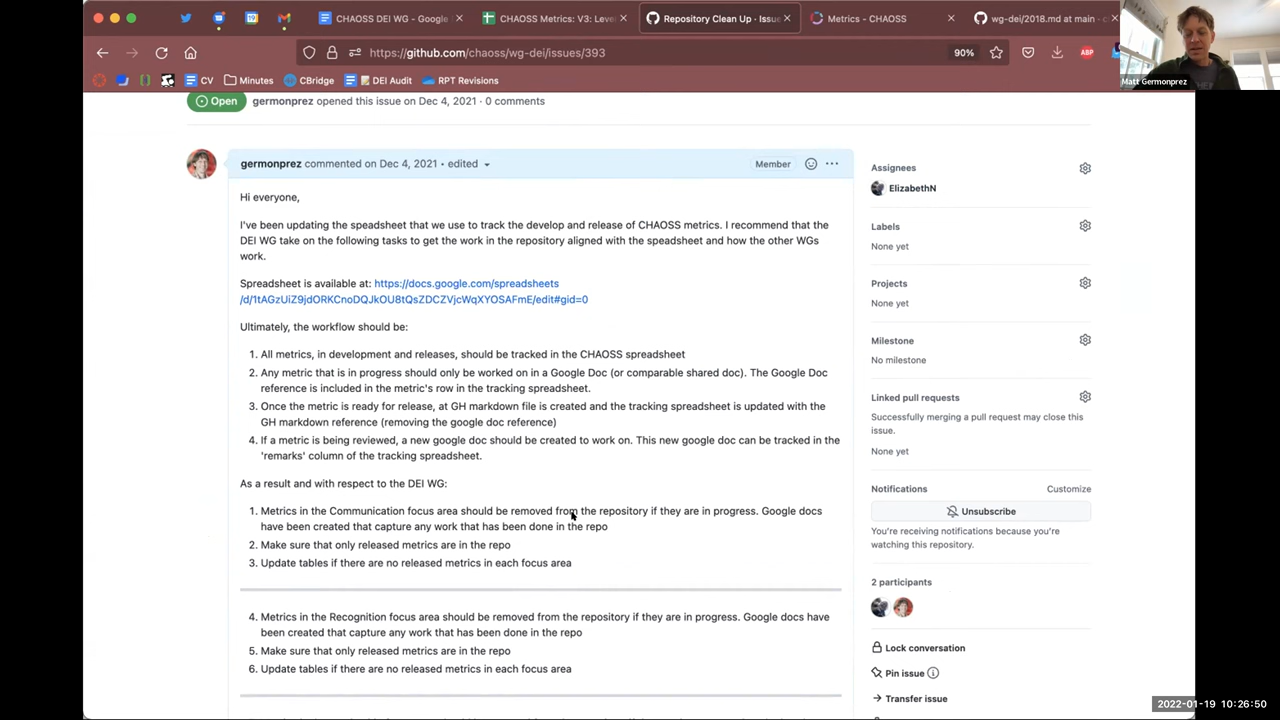 CHAOSS DEI WG - Google
CHAOSS Metrics: V3: Level
Repository Clean Up · Issue
Metrics - CHAOSS
wg-dei/2018.md at main · c
https://github.com/chaoss/wg-dei/issues/393
90%
ABP
CV
Minutes
CBridge
DEI Audit
RPT Revisions
Matt Germonprez
Open
germonprez opened this issue on Dec 4, 2021 · 0 comments
germonprez commented on Dec 4, 2021 • edited
Member
Hi everyone,
I've been updating the speadsheet that we use to track the develop and release of CHAOSS metrics. I recommend that the
DEI WG take on the following tasks to get the work in the repository aligned with the speadsheet and how the other WGs
work.
Spreadsheet is available at: https://docs.google.com/spreadsheets
/d/1tAGzUiZ9jdORKCnoDQJkOU8tQsZDCZVjcWqXYOSAFmE/edit#gid=0
Ultimately, the workflow should be:
1. All metrics, in development and releases, should be tracked in the CHAOSS spreadsheet
2. Any metric that is in progress should only be worked on in a Google Doc (or comparable shared doc). The Google Doc
reference is included in the metric's row in the tracking spreadsheet.
3. Once the metric is ready for release, at GH markdown file is created and the tracking spreadsheet is updated with the
GH markdown reference (removing the google doc reference)
4. If a metric is being reviewed, a new google doc should be created to work on. This new google doc can be tracked in the
'remarks' column of the tracking spreadsheet.
As a result and with respect to the DEI WG:
1. Metrics in the Communication focus area should be removed from the repository if they are in progress. Google docs
have been created that capture any work that has been done in the repo
2. Make sure that only released metrics are in the repo
3. Update tables if there are no released metrics in each focus area
4. Metrics in the Recognition focus area should be removed from the repository if they are in progress. Google docs have
been created that capture any work that has been done in the repo
5. Make sure that only released metrics are in the repo
6. Update tables if there are no released metrics in each focus area
Assignees
ElizabethN
Labels
None yet
Projects
None yet
Milestone
No milestone
Linked pull requests
Successfully merging a pull request may close this
issue.
None yet
Notifications
Customize
Unsubscribe
You're receiving notifications because you're
watching this repository.
2 participants
Lock conversation
Pin issue
Transfer issue
2022-01-19 10:26:50